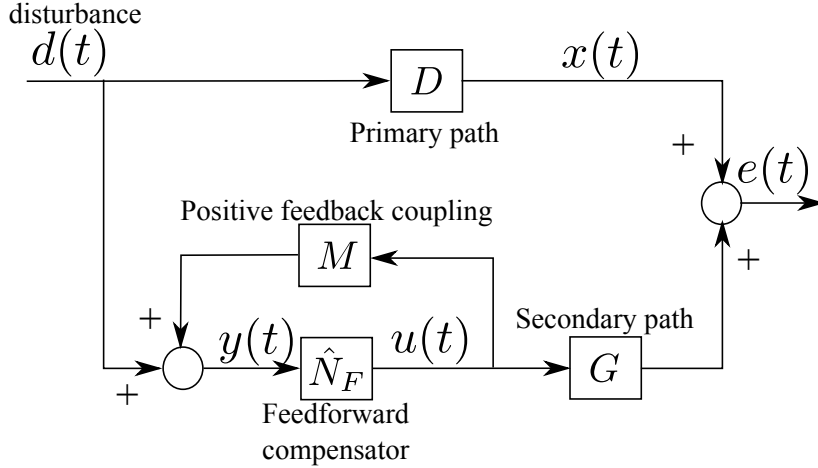 disturbance
d(t)
D
x(t)
Primary path
+
e(t)
Positive feedback coupling
M
+
+
y(t)
N̂_F
u(t)
Secondary path
G
+
Feedforward
compensator